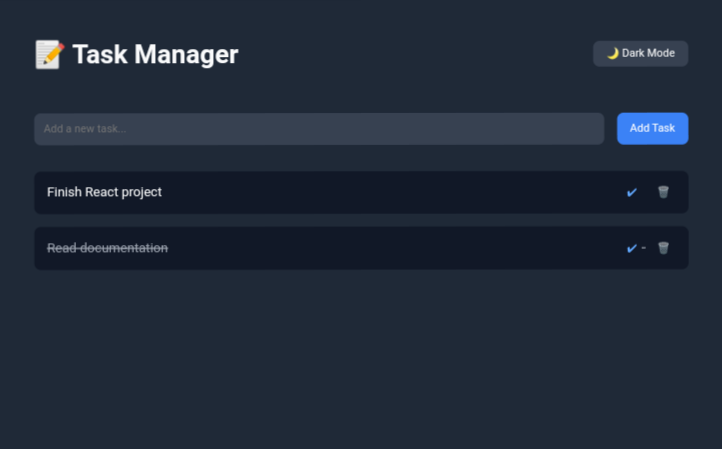 📝 Task Manager
🌙 Dark Mode
Add a new task...
Add Task
Finish React project
✔ 🗑
Read documentation
✔ - 🗑